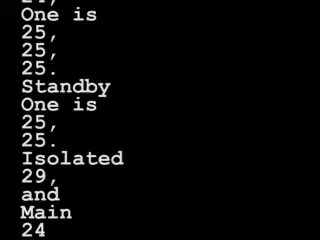 One is
25,
25,
25.
Standby
One is
25,
25.
Isolated
29,
and
Main
24